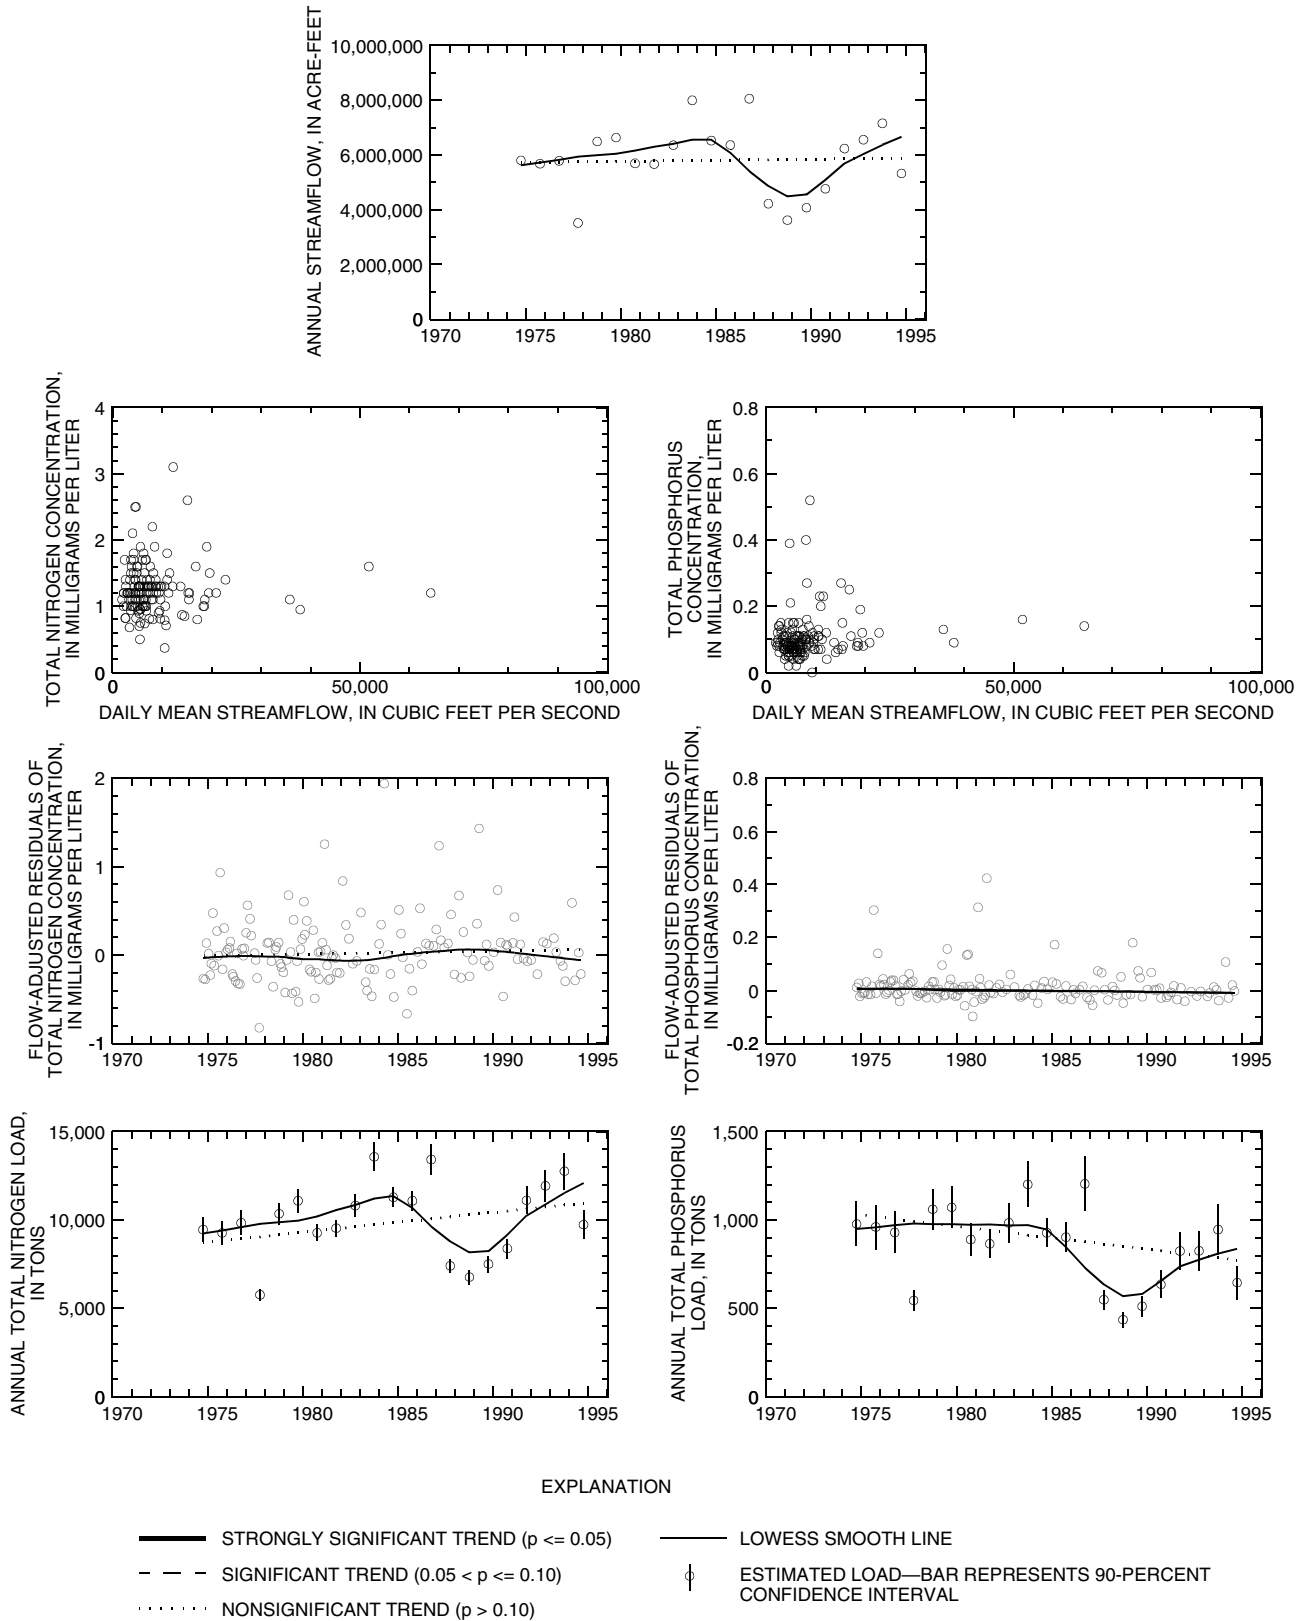 ANNUAL STREAMFLOW, IN ACRE-FEET
10,000,000
8,000,000
6,000,000
4,000,000
2,000,000
0
1970 1975 1980 1985 1990 1995
TOTAL NITROGEN CONCENTRATION,
IN MILLIGRAMS PER LITER
4
3
2
1
0
0 50,000 100,000
DAILY MEAN STREAMFLOW, IN CUBIC FEET PER SECOND
TOTAL PHOSPHORUS
CONCENTRATION,
IN MILLIGRAMS PER LITER
0.8
0.6
0.4
0.2
0
0 50,000 100,000
DAILY MEAN STREAMFLOW, IN CUBIC FEET PER SECOND
FLOW-ADJUSTED RESIDUALS OF
TOTAL NITROGEN CONCENTRATION,
IN MILLIGRAMS PER LITER
2
1
0
-1
1970 1975 1980 1985 1990 1995
FLOW-ADJUSTED RESIDUALS OF
TOTAL PHOSPHORUS CONCENTRATION,
IN MILLIGRAMS PER LITER
0.8
0.6
0.4
0.2
0
-0.2
1970 1975 1980 1985 1990 1995
ANNUAL TOTAL NITROGEN LOAD,
IN TONS
15,000
10,000
5,000
0
1970 1975 1980 1985 1990 1995
ANNUAL TOTAL PHOSPHORUS
LOAD, IN TONS
1,500
1,000
500
0
1970 1975 1980 1985 1990 1995
EXPLANATION
STRONGLY SIGNIFICANT TREND (p <= 0.05)
SIGNIFICANT TREND (0.05 < p <= 0.10)
NONSIGNIFICANT TREND (p > 0.10)
LOWESS SMOOTH LINE
ESTIMATED LOAD—BAR REPRESENTS 90-PERCENT
CONFIDENCE INTERVAL